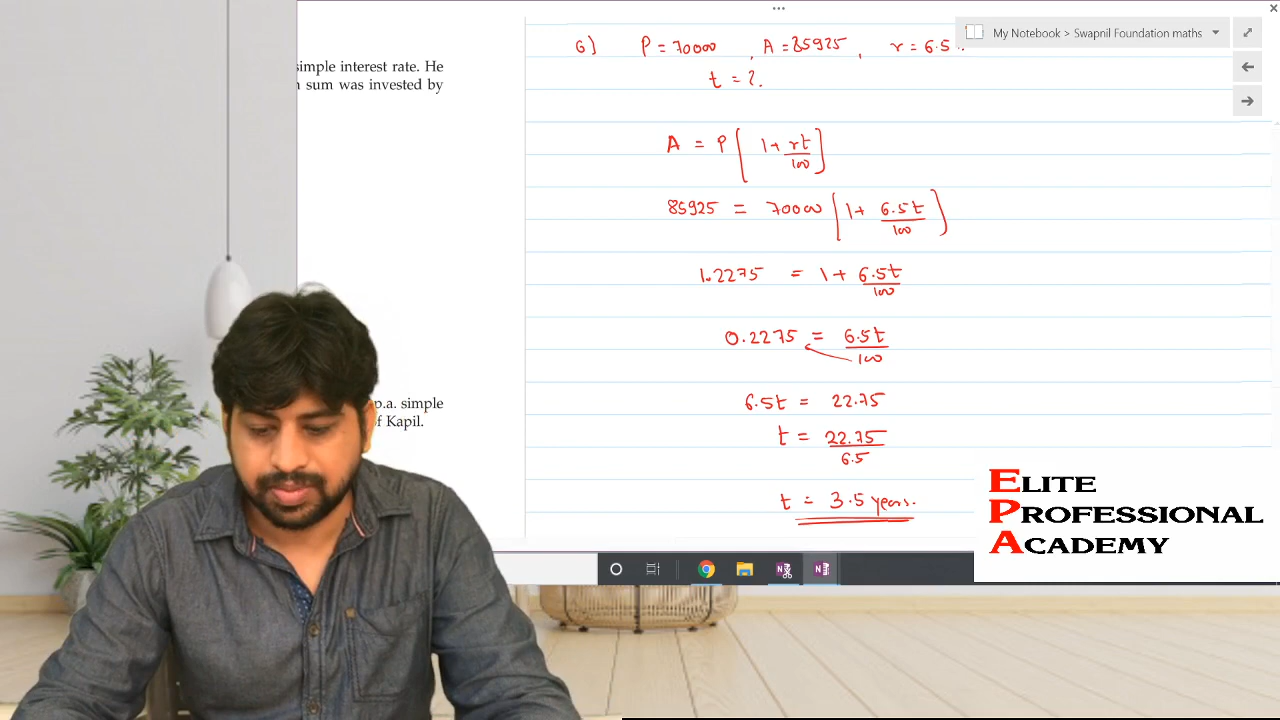 My Notebook > Swapnil Foundation maths
simple interest rate. He
sum was invested by
6) P = 70000 , A = 85925 , r = 6.5
t = ?.
A = P [ 1 + rt/100 ]
85925 = 70000 [ 1 + 6.5t/100 ]
1.2275 = 1 + 6.5t/100
0.2275 = 6.5t/100
p.a. simple
of Kapil.
6.5t = 22.75
t = 22.75/6.5
t = 3.5 years.
ELITE
PROFESSIONAL
ACADEMY